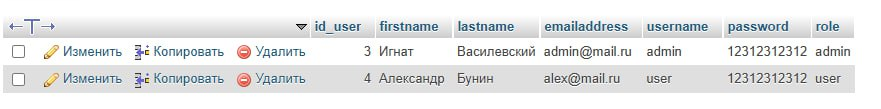 id_user firstname lastname emailaddress username password role
Изменить Копировать Удалить 3 Игнат Василевский admin@mail.ru admin 12312312312 admin
Изменить Копировать Удалить 4 Александр Бунин alex@mail.ru user 12312312312 user